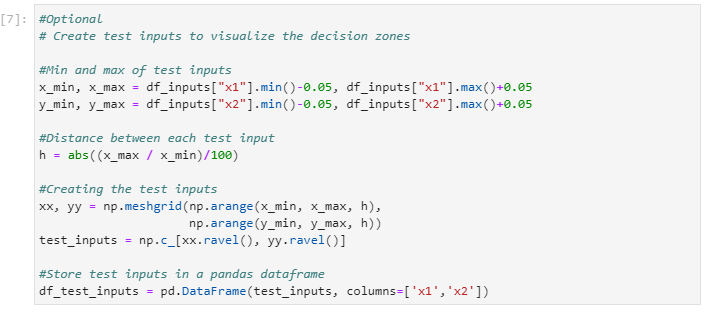 [7]: #Optional
# Create test inputs to visualize the decision zones
#Min and max of test inputs
x_min, x_max = df_inputs["x1"].min()-0.05, df_inputs["x1"].max()+0.05
y_min, y_max = df_inputs["x2"].min()-0.05, df_inputs["x2"].max()+0.05
#Distance between each test input
h = abs((x_max / x_min)/100)
#Creating the test inputs
xx, yy = np.meshgrid(np.arange(x_min, x_max, h),
np.arange(y_min, y_max, h))
test_inputs = np.c_[xx.ravel(), yy.ravel()]
#Store test inputs in a pandas dataframe
df_test_inputs = pd.DataFrame(test_inputs, columns=['x1','x2'])